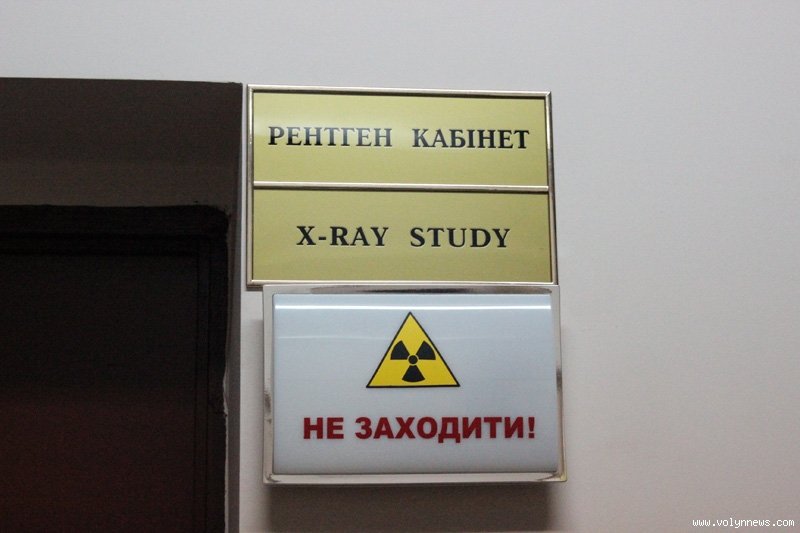 РЕНТГЕН КАБІНЕТ
X-RAY STUDY
НЕ ЗАХОДИТИ!
www.volynnews.com